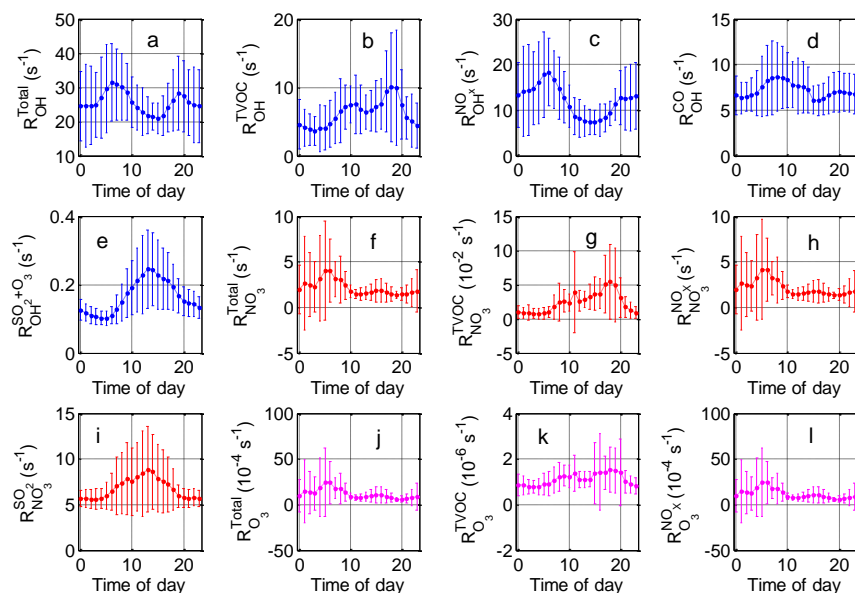 a
R_OH^Total (s⁻¹)
50
40
30
20
10
0 10 20
Time of day
b
R_OH^TVOC (s⁻¹)
20
10
0
0 10 20
Time of day
c
R_OH^NOx (s⁻¹)
30
20
10
0
0 10 20
Time of day
d
R_OH^CO (s⁻¹)
15
10
5
0
0 10 20
Time of day
e
R_OH^SO₂+O₃ (s⁻¹)
0.4
0.2
0
0 10 20
Time of day
f
R_NO₃^Total (s⁻¹)
10
5
0
-5
0 10 20
Time of day
g
R_NO₃^TVOC (10⁻² s⁻¹)
15
10
5
0
-5
0 10 20
Time of day
h
R_NO₃^NOx (s⁻¹)
10
5
0
-5
0 10 20
Time of day
i
R_NO₃^SO₂ (s⁻¹)
15
10
5
0
0 10 20
Time of day
j
R_O₃^Total (10⁻⁴ s⁻¹)
100
50
0
-50
0 10 20
Time of day
k
R_O₃^TVOC (10⁻⁶ s⁻¹)
4
2
0
-2
0 10 20
Time of day
l
R_O₃^NOx (10⁻⁴ s⁻¹)
100
50
0
-50
0 10 20
Time of day